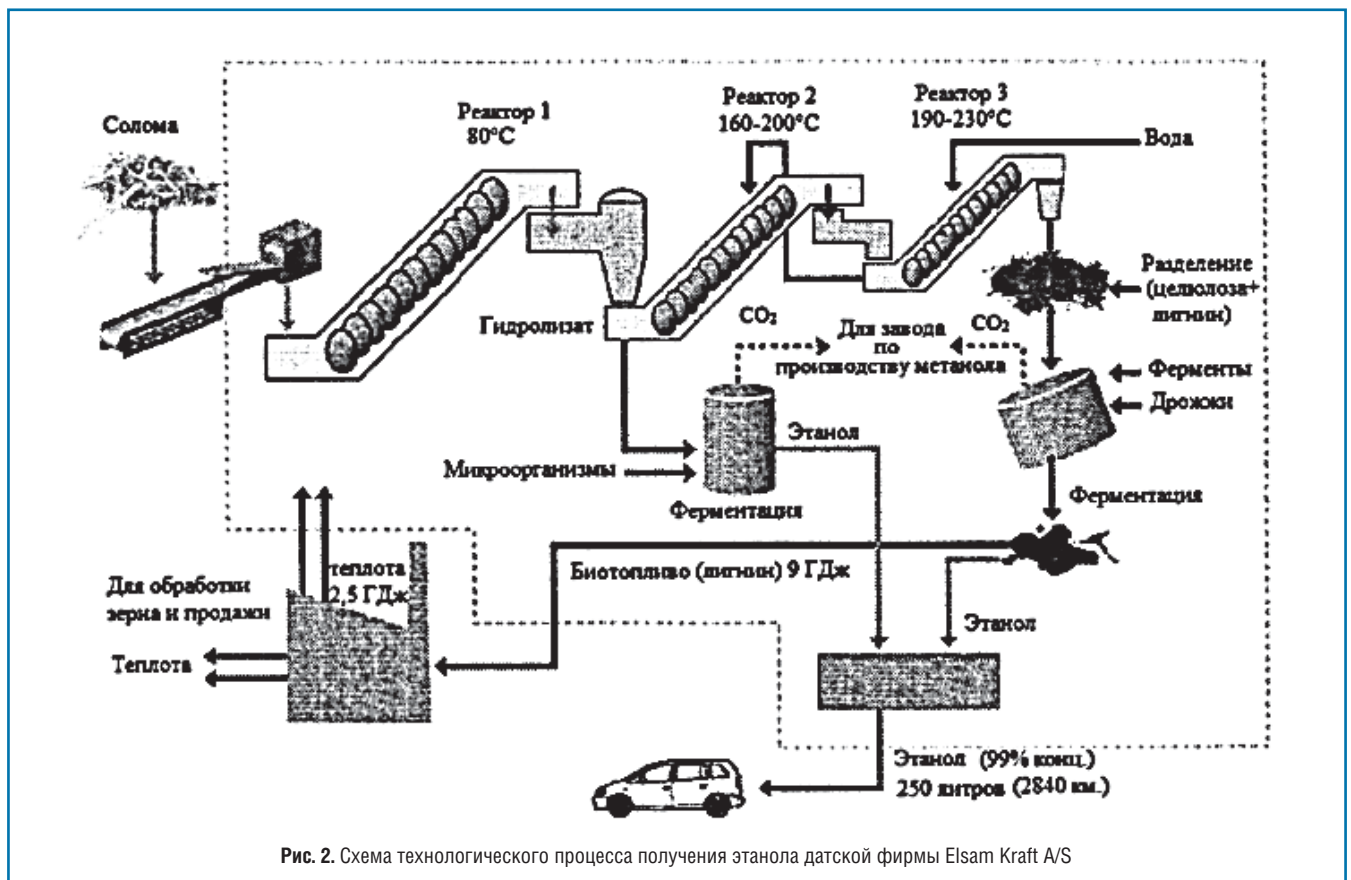 Солома
Реактор 1
80°C
Реактор 2
160-200°C
Реактор 3
190-230°C
Вода
Разделение
(целюлоза+
лигнин)
Гидролизат
CO₂
Для завода
по
производству метанола
CO₂
Ферменты
Дрожжи
Этанол
Микроорганизмы
Ферментация
Ферментация
Биотопливо (лигнин) 9 ГДж
теплота
2,5 ГДж
Для обработки
зерна и продажи
Теплота
Этанол
Этанол (99% конц.)
250 литров (2840 км.)
Рис. 2. Схема технологического процесса получения этанола датской фирмы Elsam Kraft A/S